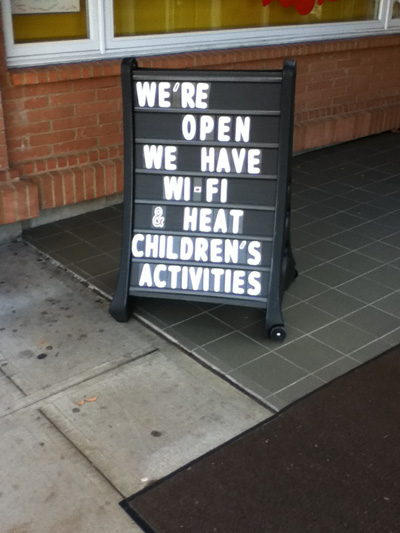 WE'RE
OPEN
WE HAVE
WI-FI
& HEAT
CHILDREN'S
ACTIVITIES